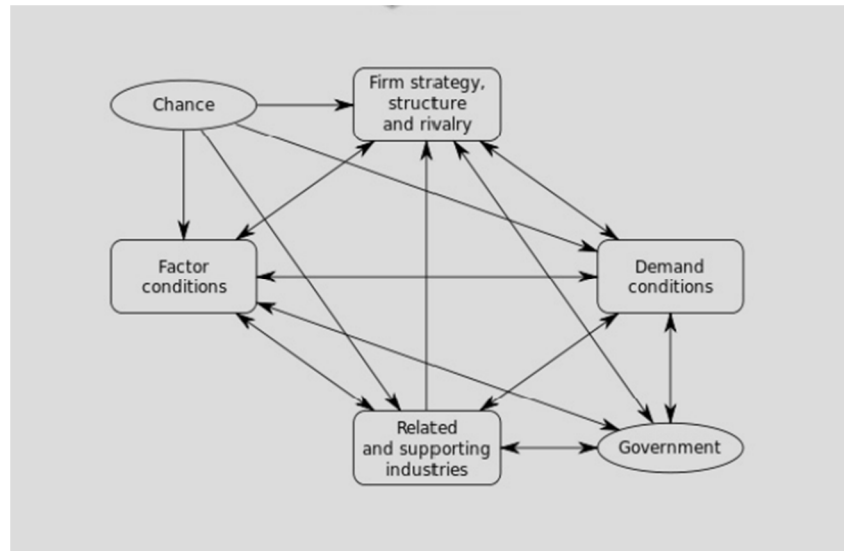 Chance
Firm strategy,
structure
and rivalry
Factor
conditions
Demand
conditions
Related
and supporting
industries
Government